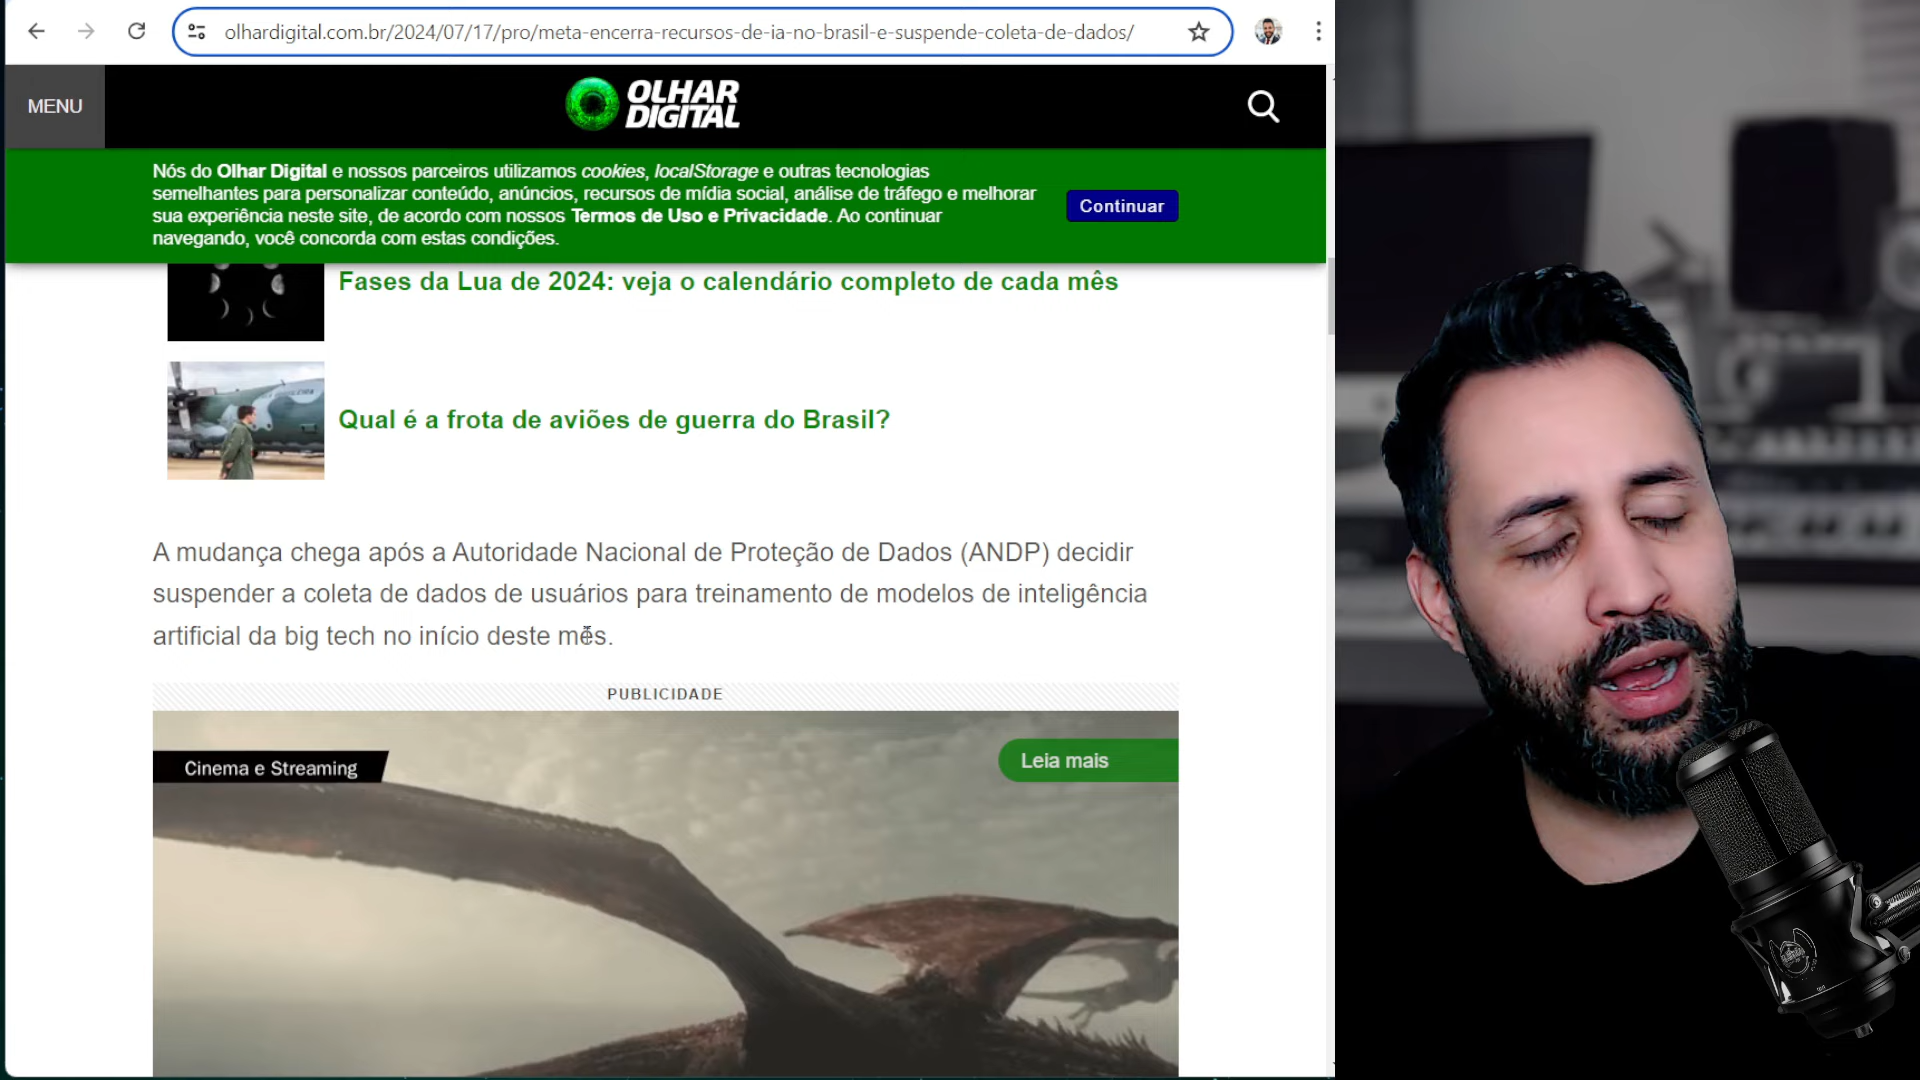 olhardigital.com.br/2024/07/17/pro/meta-encerra-recursos-de-ia-no-brasil-e-suspende-coleta-de-dados/
MENU
OLHAR
DIGITAL
Nós do Olhar Digital e nossos parceiros utilizamos cookies, localStorage e outras tecnologias
semelhantes para personalizar conteúdo, anúncios, recursos de mídia social, análise de tráfego e melhorar
sua experiência neste site, de acordo com nossos Termos de Uso e Privacidade. Ao continuar
navegando, você concorda com estas condições.
Continuar
Fases da Lua de 2024: veja o calendário completo de cada mês
Qual é a frota de aviões de guerra do Brasil?
A mudança chega após a Autoridade Nacional de Proteção de Dados (ANDP) decidir
suspender a coleta de dados de usuários para treinamento de modelos de inteligência
artificial da big tech no início deste mês.
PUBLICIDADE
Cinema e Streaming
Leia mais